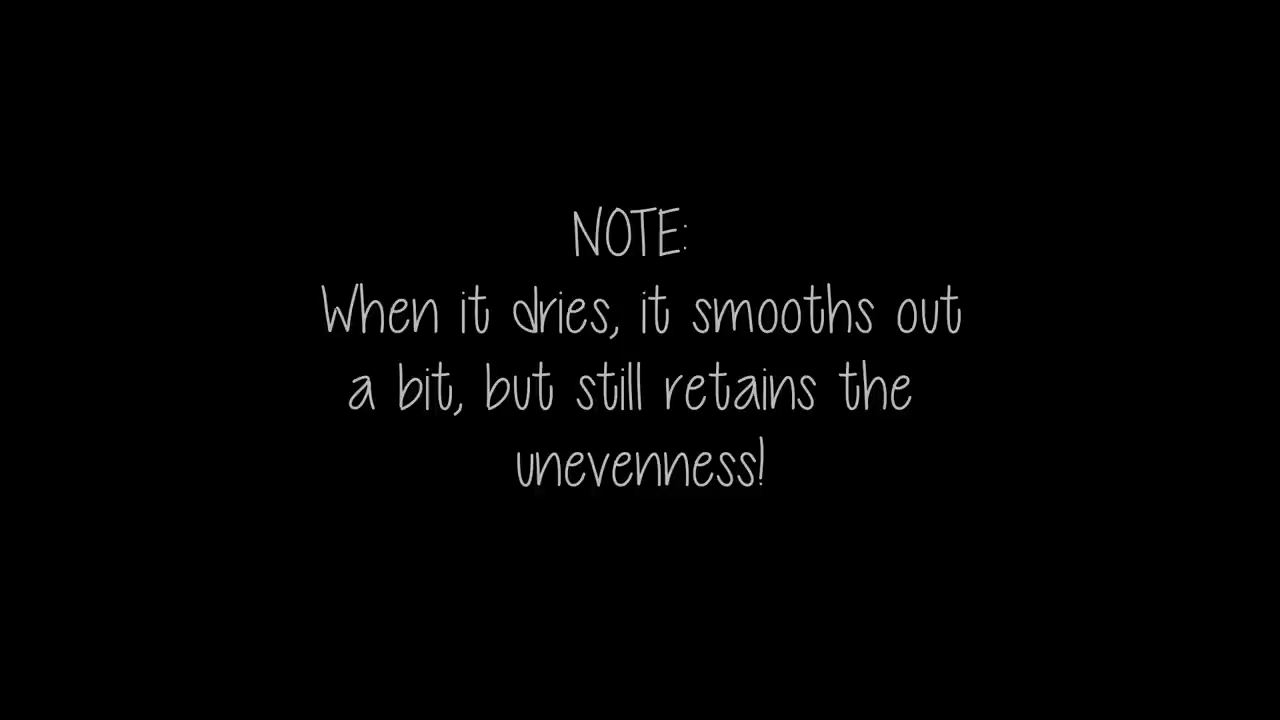 NOTE:
When it dries, it smooths out
a bit, but still retains the
unevenness!